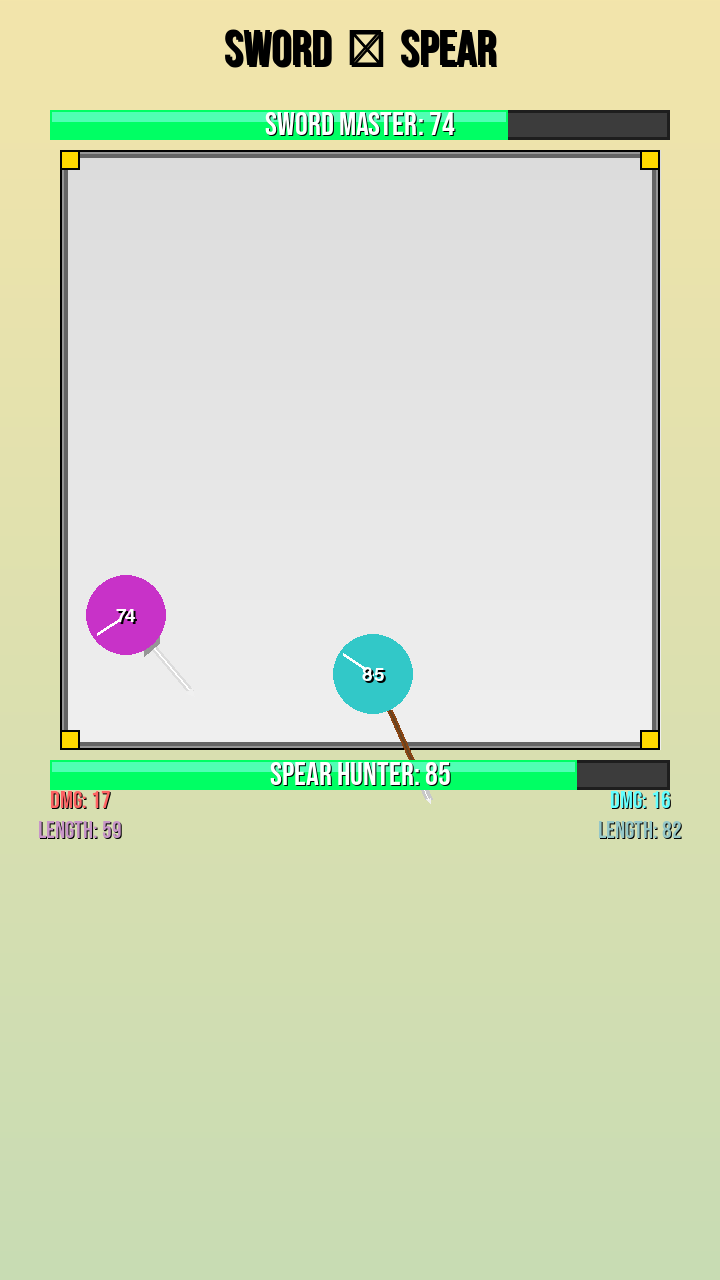 SWORD ☒ SPEAR
SWORD MASTER: 74
74
85
SPEAR HUNTER: 85
DMG: 17
DMG: 16
LENGTH: 59
LENGTH: 82